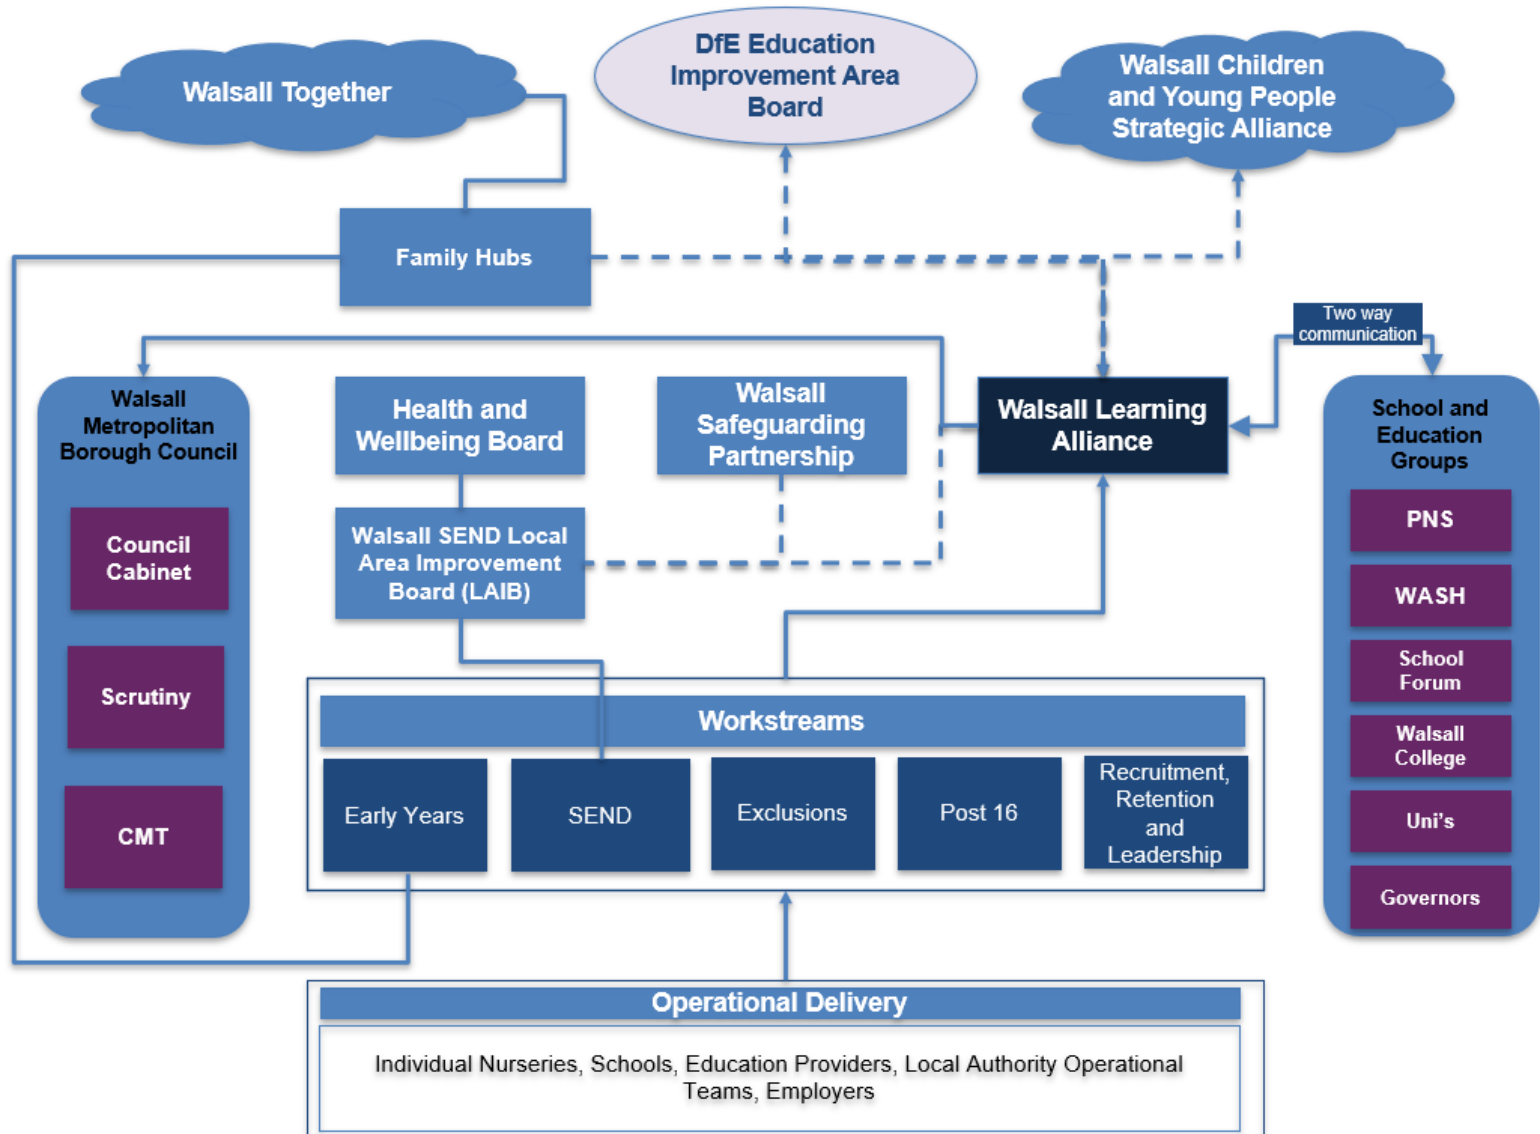 Walsall Together
DfE Education
Improvement Area
Board
Walsall Children
and Young People
Strategic Alliance
Family Hubs
Two way
communication
Walsall
Metropolitan
Borough Council
Council
Cabinet
Scrutiny
CMT
Health and
Wellbeing Board
Walsall
Safeguarding
Partnership
Walsall Learning
Alliance
Walsall SEND Local
Area Improvement
Board (LAIB)
School and
Education
Groups
PNS
WASH
School
Forum
Walsall
College
Uni's
Governors
Workstreams
Early Years
SEND
Exclusions
Post 16
Recruitment,
Retention
and
Leadership
Operational Delivery
Individual Nurseries, Schools, Education Providers, Local Authority Operational
Teams, Employers